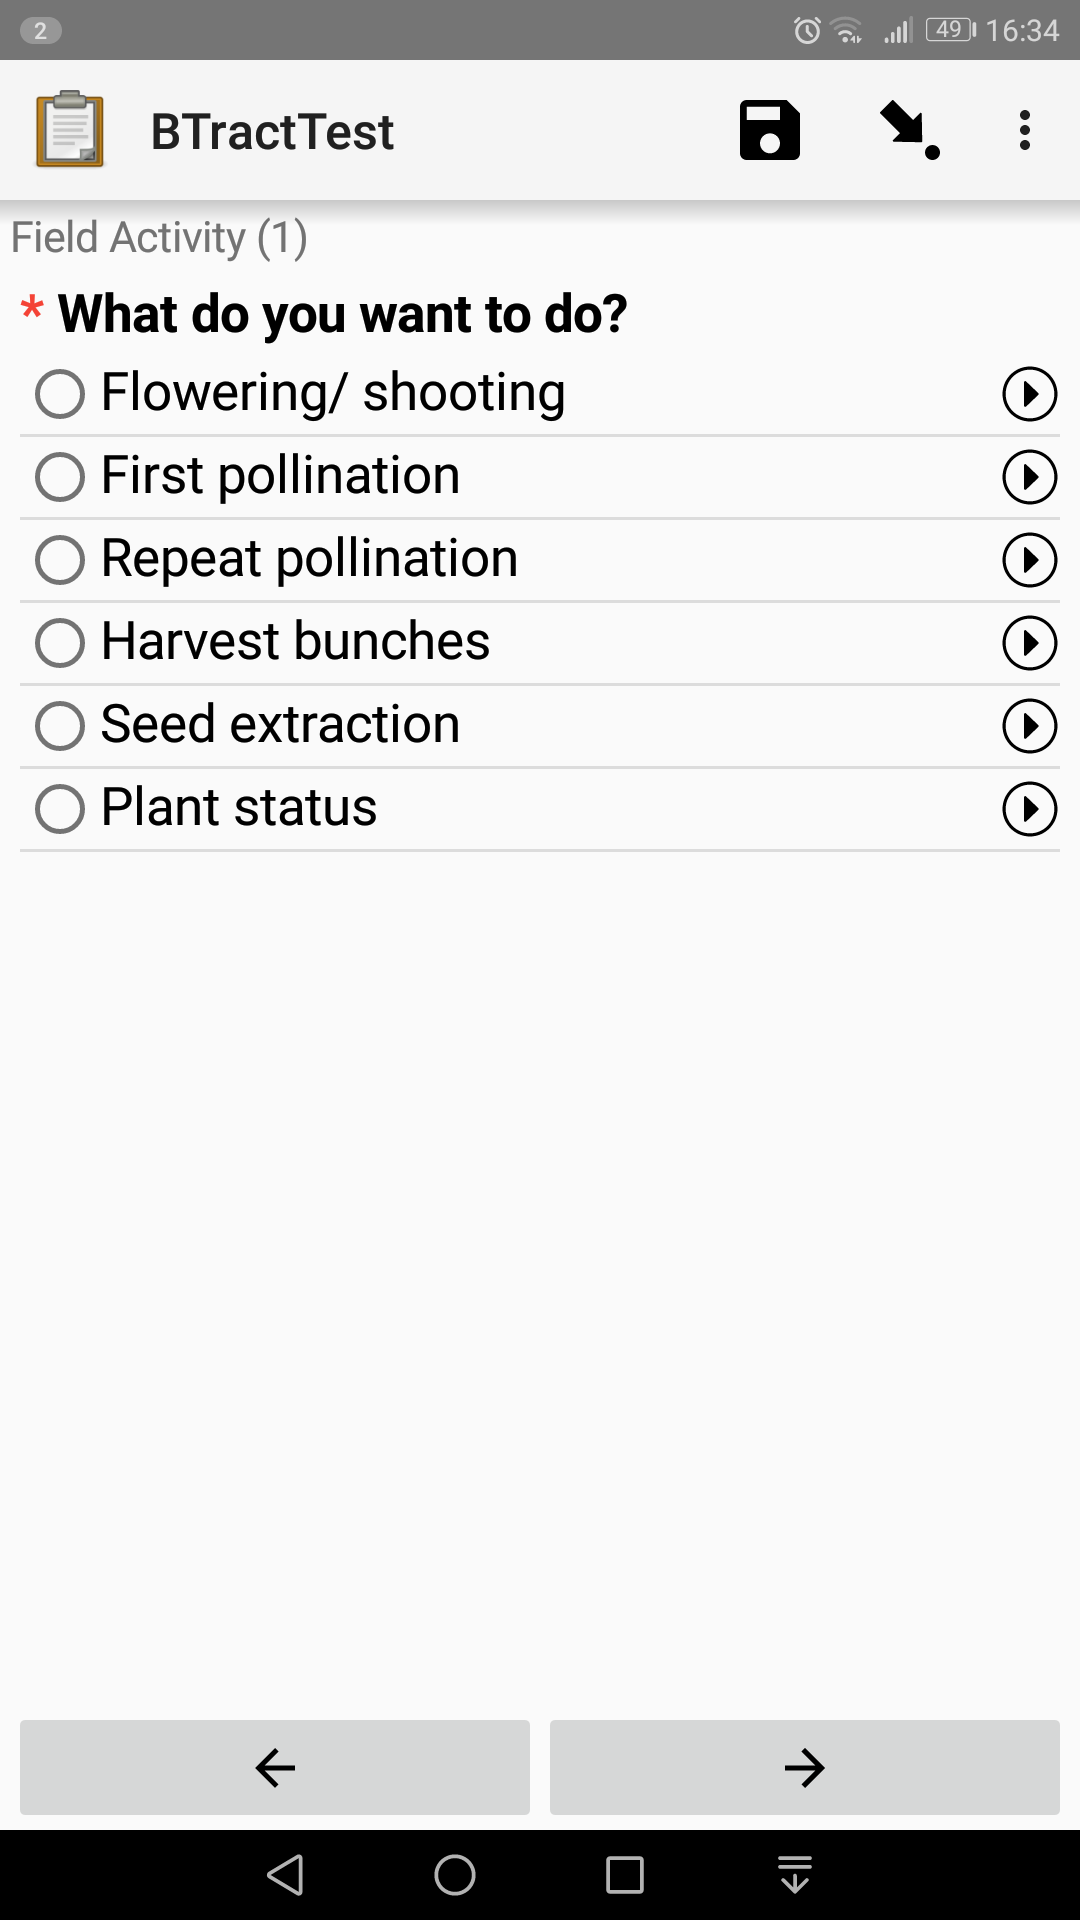 2
49 16:34
BTractTest
Field Activity (1)
* What do you want to do?
Flowering/ shooting
First pollination
Repeat pollination
Harvest bunches
Seed extraction
Plant status